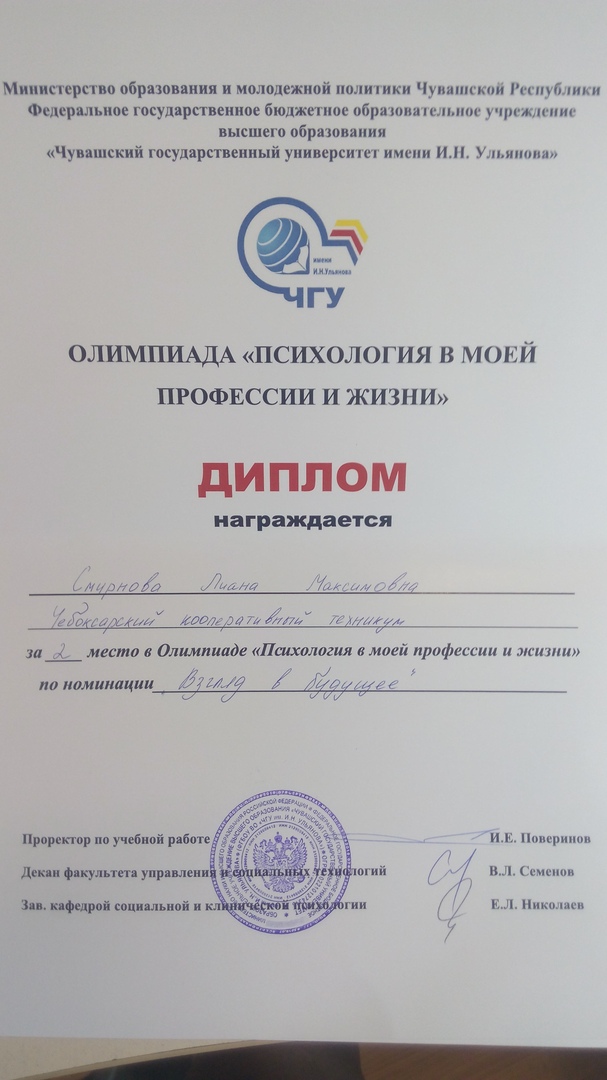 Министерство образования и молодежной политики Чувашской Республики
Федеральное государственное бюджетное образовательное учреждение
высшего образования
«Чувашский государственный университет имени И.Н. Ульянова»
имени
И.Н.Ульянова
ЧГУ
ОЛИМПИАДА «ПСИХОЛОГИЯ В МОЕЙ
ПРОФЕССИИ И ЖИЗНИ»
ДИПЛОМ
награждается
Смирнова Лиана Максимовна
Чебоксарский кооперативный техникум
за 2 место в Олимпиаде «Психология в моей профессии и жизни»
по номинации „Взгляд в будущее"
Проректор по учебной работе И.Е. Поверинов
Декан факультета управления и социальных технологий В.Л. Семенов
Зав. кафедрой социальной и клинической психологии Е.Л. Николаев